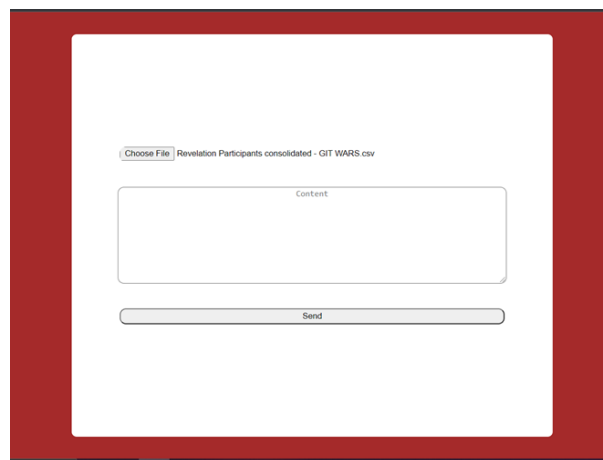 Choose File Revelation Participants consolidated - GIT WARS.csv
Content
Send